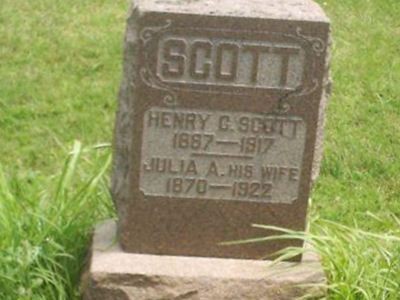 SCOTT
HENRY C. SCOTT
1867—1917
JULIA A. HIS WIFE
1870—1922